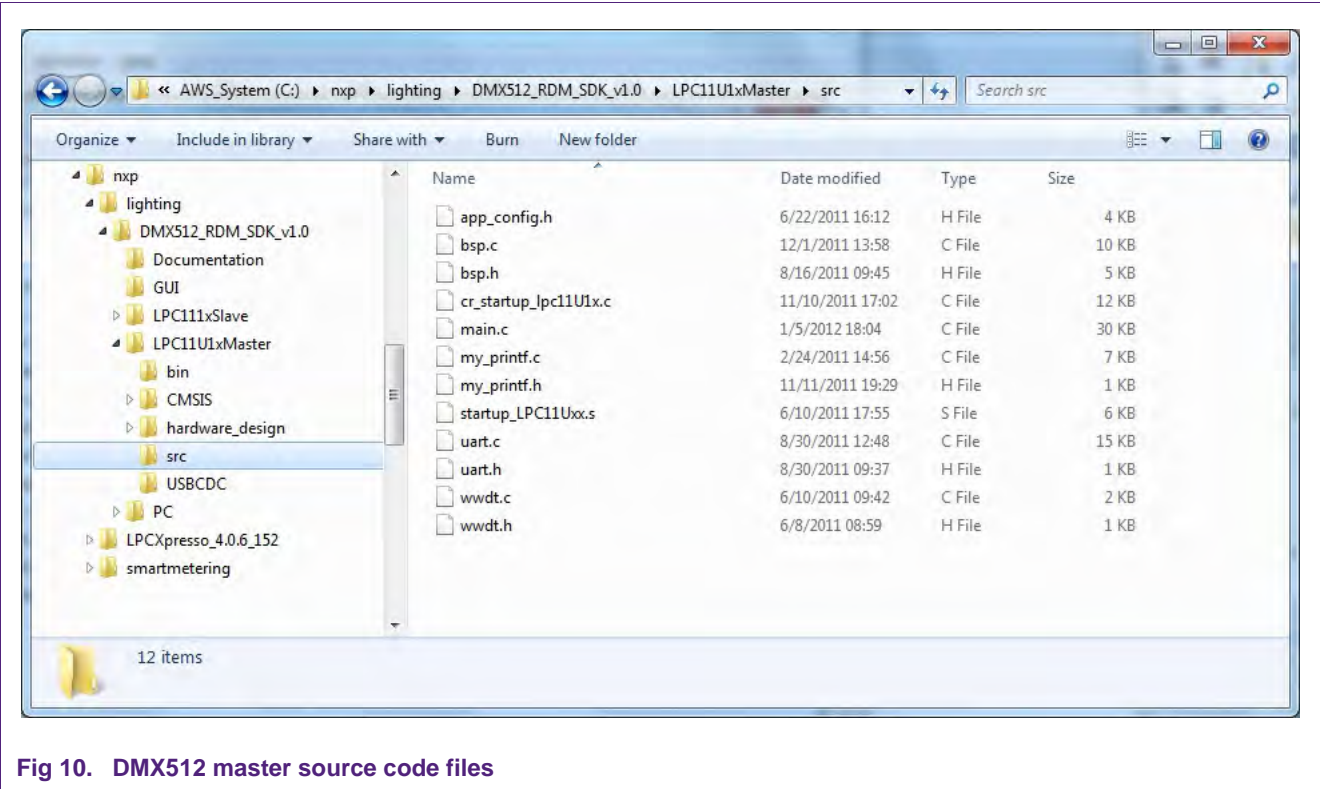 « AWS_System (C:) ▸ nxp ▸ lighting ▸ DMX512_RDM_SDK_v1.0 ▸ LPC11U1xMaster ▸ src
Search src
Organize Include in library Share with Burn New folder
nxp
lighting
DMX512_RDM_SDK_v1.0
Documentation
GUI
LPC111xSlave
LPC11U1xMaster
bin
CMSIS
hardware_design
src
USBCDC
PC
LPCXpresso_4.0.6_152
smartmetering
Name Date modified Type Size
app_config.h 6/22/2011 16:12 H File 4 KB
bsp.c 12/1/2011 13:58 C File 10 KB
bsp.h 8/16/2011 09:45 H File 5 KB
cr_startup_lpc11U1x.c 11/10/2011 17:02 C File 12 KB
main.c 1/5/2012 18:04 C File 30 KB
my_printf.c 2/24/2011 14:56 C File 7 KB
my_printf.h 11/11/2011 19:29 H File 1 KB
startup_LPC11Uxx.s 6/10/2011 17:55 S File 6 KB
uart.c 8/30/2011 12:48 C File 15 KB
uart.h 8/30/2011 09:37 H File 1 KB
wwdt.c 6/10/2011 09:42 C File 2 KB
wwdt.h 6/8/2011 08:59 H File 1 KB
12 items
Fig 10. DMX512 master source code files